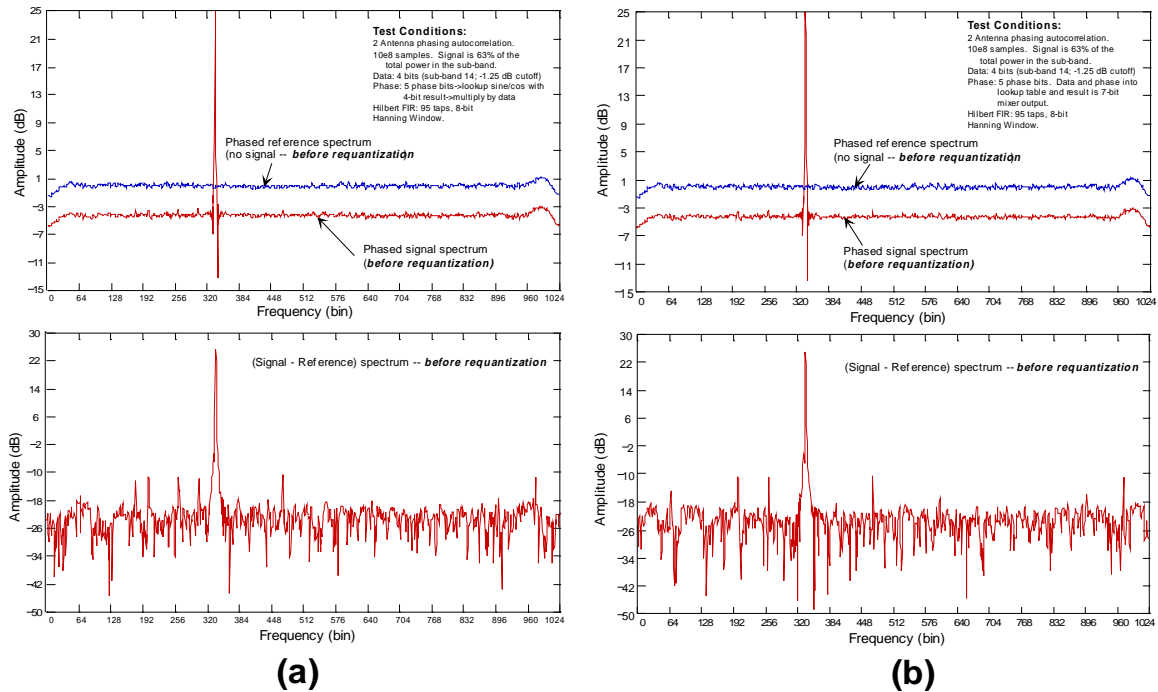 25
21
17
13
9
5
1
−3
−7
−11
−15
Amplitude (dB)
Test Conditions:
2 Antenna phasing autocorrelation.
10e8 samples. Signal is 63% of the
total power in the sub-band.
Data: 4 bits (sub-band 14; -1.25 dB cutoff)
Phase: 5 phase bits->lookup sine/cos with
4-bit result->multiply by data
Hilbert FIR: 95 taps, 8-bit
Hanning Window.
Phased reference spectrum
(no signal -- before requantization)
Phased signal spectrum
(before requantization)
0 64 128 192 256 320 384 448 512 576 640 704 768 832 896 960 1024
Frequency (bin)
30
22
14
6
−2
−10
−18
−26
−34
−42
−50
Amplitude (dB)
(Signal - Reference) spectrum -- before requantization
0 64 128 192 256 320 384 448 512 576 640 704 768 832 896 960 1024
Frequency (bin)
(a)
25
21
17
13
9
5
1
−3
−7
−11
−15
Amplitude (dB)
Test Conditions:
2 Antenna phasing autocorrelation.
10e8 samples. Signal is 63% of the
total power in the sub-band.
Data: 4 bits (sub-band 14; -1.25 dB cutoff)
Phase: 5 phase bits. Data and phase into
lookup table and result is 7-bit
mixer output.
Hilbert FIR: 95 taps, 8-bit
Hanning Window.
Phased reference spectrum
(no signal -- before requantization)
Phased signal spectrum
(before requantization)
0 64 128 192 256 320 384 448 512 576 640 704 768 832 896 960 1024
Frequency (bin)
30
22
14
6
−2
−10
−18
−26
−34
−42
−50
Amplitude (dB)
(Signal - Reference) spectrum -- before requantization
0 64 128 192 256 320 384 448 512 576 640 704 768 832 896 960 1024
Frequency (bin)
(b)